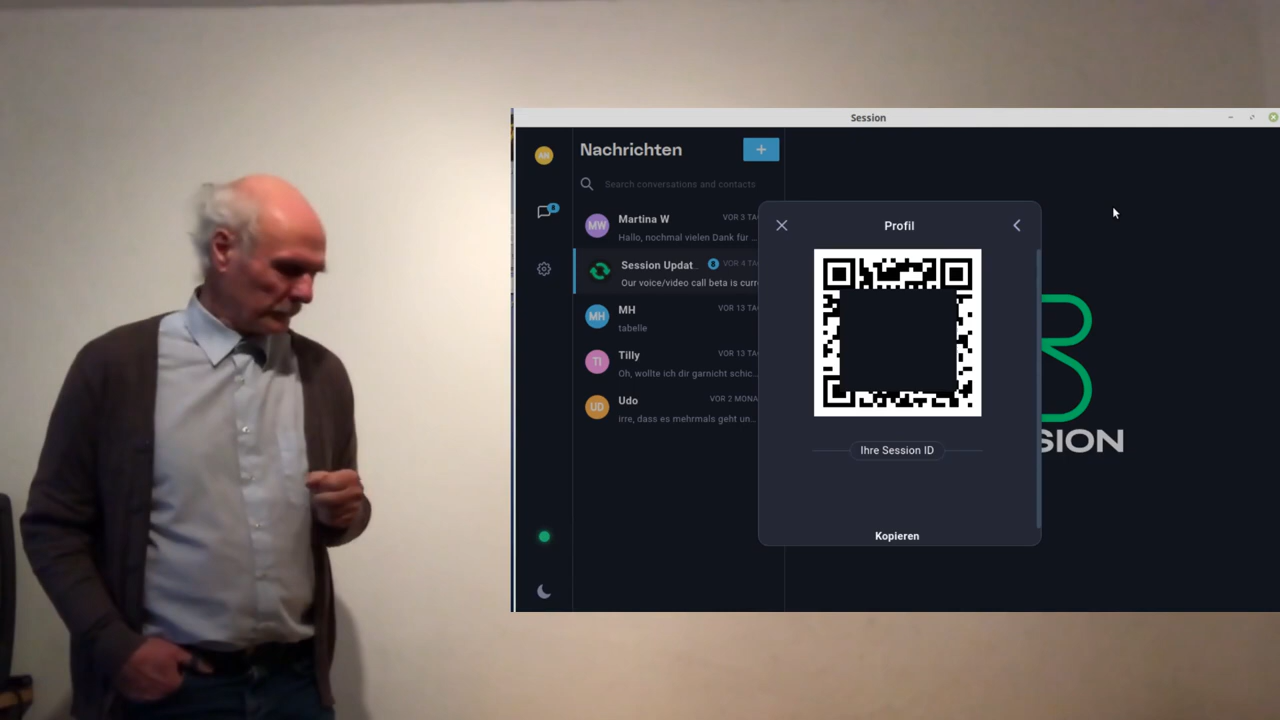 Session
AN
Nachrichten
+
Search conversations and contacts
8
MW
Martina W
VOR 3 TA
Hallo, nochmal vielen Dank für ...
Session Updat...
8
VOR 4 TA
Our voice/video call beta is curr
MH
MH
VOR 13 TA
tabelle
TI
Tilly
VOR 13 TA
Oh, wollte ich dir garnicht schic...
UD
Udo
VOR 2 MONA
irre, dass es mehrmals geht un...
Profil
Ihre Session ID
Kopieren
SION